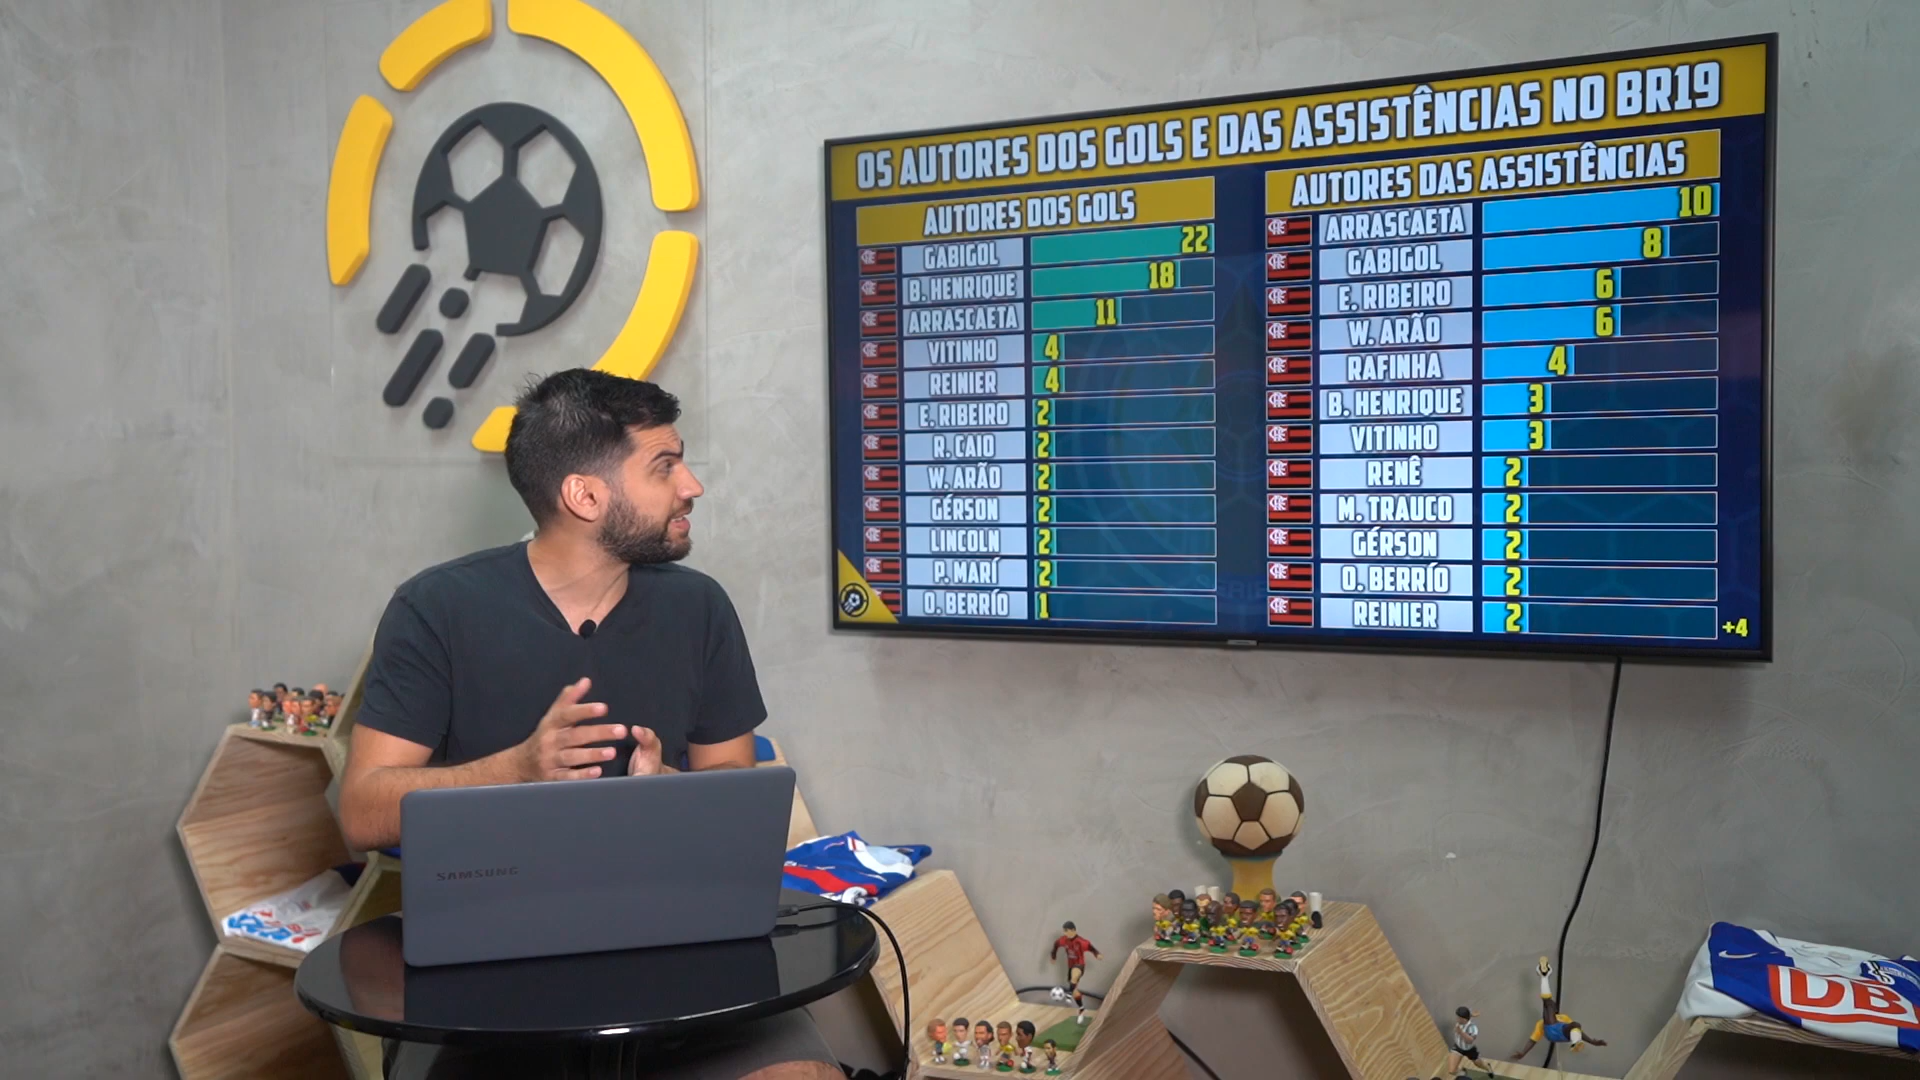 OS AUTORES DOS GOLS E DAS ASSISTÊNCIAS NO BR19
AUTORES DOS GOLS
GABIGOL 22
B. HENRIQUE 18
ARRASCAETA 11
VITINHO 4
REINIER 4
E. RIBEIRO 2
R. CAIO 2
W. ARÃO 2
GÉRSON 2
LINCOLN 2
P. MARÍ 2
O. BERRÍO 1
AUTORES DAS ASSISTÊNCIAS
ARRASCAETA 10
GABIGOL 8
E. RIBEIRO 6
W. ARÃO 6
RAFINHA 4
B. HENRIQUE 3
VITINHO 3
RENÊ 2
M. TRAUCO 2
GÉRSON 2
O. BERRÍO 2
REINIER 2
+4
SAMSUNG
DB